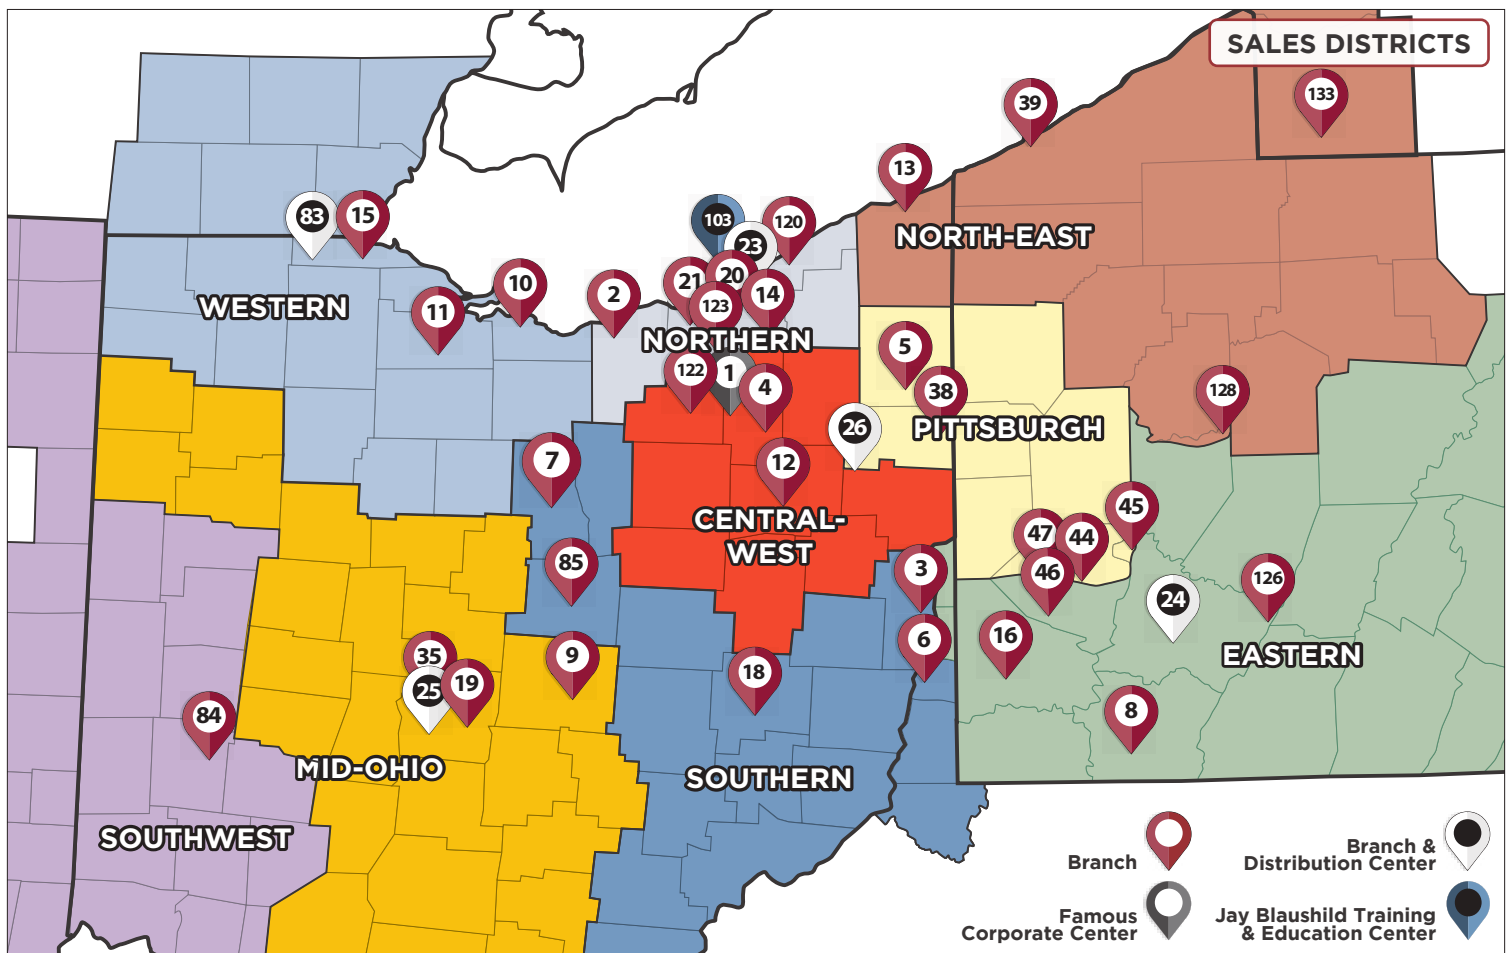 SALES DISTRICTS
133
39
13
103
120
83
15
23
NORTH-EAST
20
21
10
2
14
WESTERN
11
123
NORTHERN
5
122
1
4
38
128
26
PITTSBURGH
7
12
45
CENTRAL-
WEST
47
44
85
3
46
126
24
16
6
35
9
EASTERN
18
25
19
84
8
MID-OHIO
SOUTHERN
SOUTHWEST
Branch
Branch &
Distribution Center
Famous
Corporate Center
Jay Blaushild Training
& Education Center